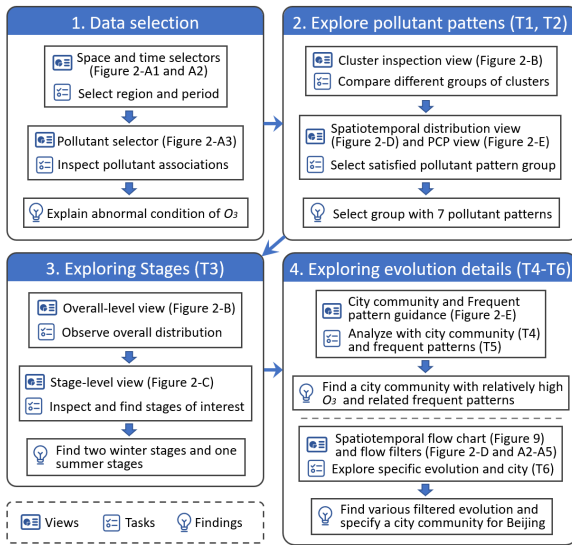 1. Data selection
Space and time selectors
(Figure 2-A1 and A2)
Select region and period
Pollutant selector (Figure 2-A3)
Inspect pollutant associations
Explain abnormal condition of O3
2. Explore pollutant pattens (T1, T2)
Cluster inspection view (Figure 2-B)
Compare different groups of clusters
Spatiotemporal distribution view
(Figure 2-D) and PCP view (Figure 2-E)
Select satisfied pollutant pattern group
Select group with 7 pollutant patterns
3. Exploring Stages (T3)
Overall-level view (Figure 2-B)
Observe overall distribution
Stage-level view (Figure 2-C)
Inspect and find stages of interest
Find two winter stages and one
summer stages
4. Exploring evolution details (T4-T6)
City community and Frequent
pattern guidance (Figure 2-E)
Analyze with city community (T4)
and frequent patterns (T5)
Find a city community with relatively high
O3 and related frequent patterns
Spatiotemporal flow chart (Figure 9)
and flow filters (Figure 2-D and A2-A5)
Explore specific evolution and city (T6)
Find various filtered evolution and
specify a city community for Beijing
Views
Tasks
Findings